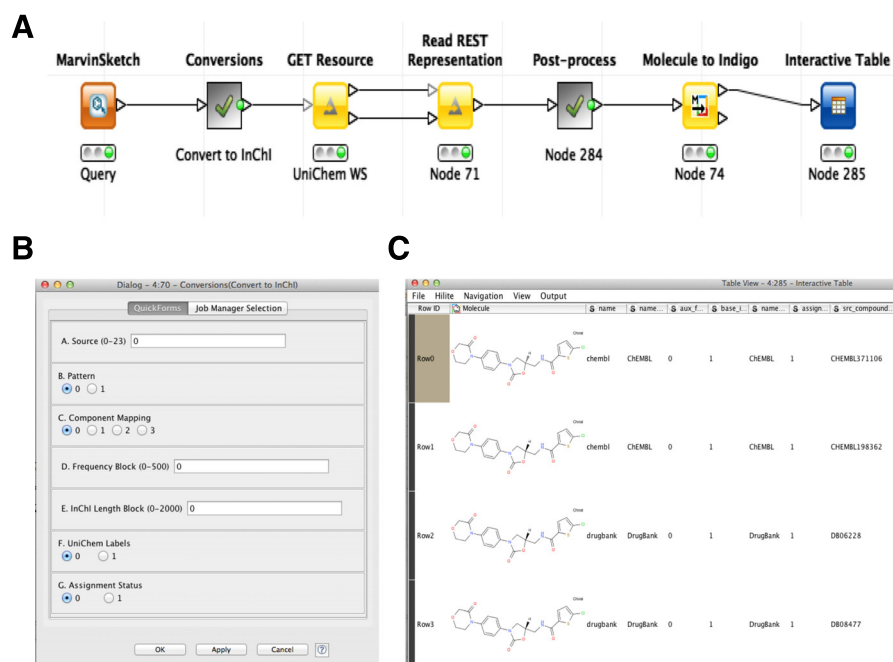 A
MarvinSketch Conversions GET Resource Read REST Representation Post-process Molecule to Indigo Interactive Table
Query Convert to InChI UniChem WS Node 71 Node 284 Node 74 Node 285
B
Dialog - 4:70 - Conversions(Convert to InChI)
QuickForms Job Manager Selection
A. Source (0-23) 0
B. Pattern
0 1
C. Component Mapping
0 1 2 3
D. Frequency Block (0-500) 0
E. InChI Length Block (0-2000) 0
F. UniChem Labels
0 1
G. Assignment Status
0 1
OK Apply Cancel ?
C
Table View - 4:285 - Interactive Table
File Hilite Navigation View Output
Row ID Molecule S name S name... S aux_f... S base_i... S name... S assign... S src_compound...
Row0 chembl ChEMBL 0 1 ChEMBL 1 CHEMBL371106
Row1 chembl ChEMBL 0 1 ChEMBL 1 CHEMBL198362
Row2 drugbank DrugBank 0 1 DrugBank 1 DB06228
Row3 drugbank DrugBank 0 1 DrugBank 1 DB08477